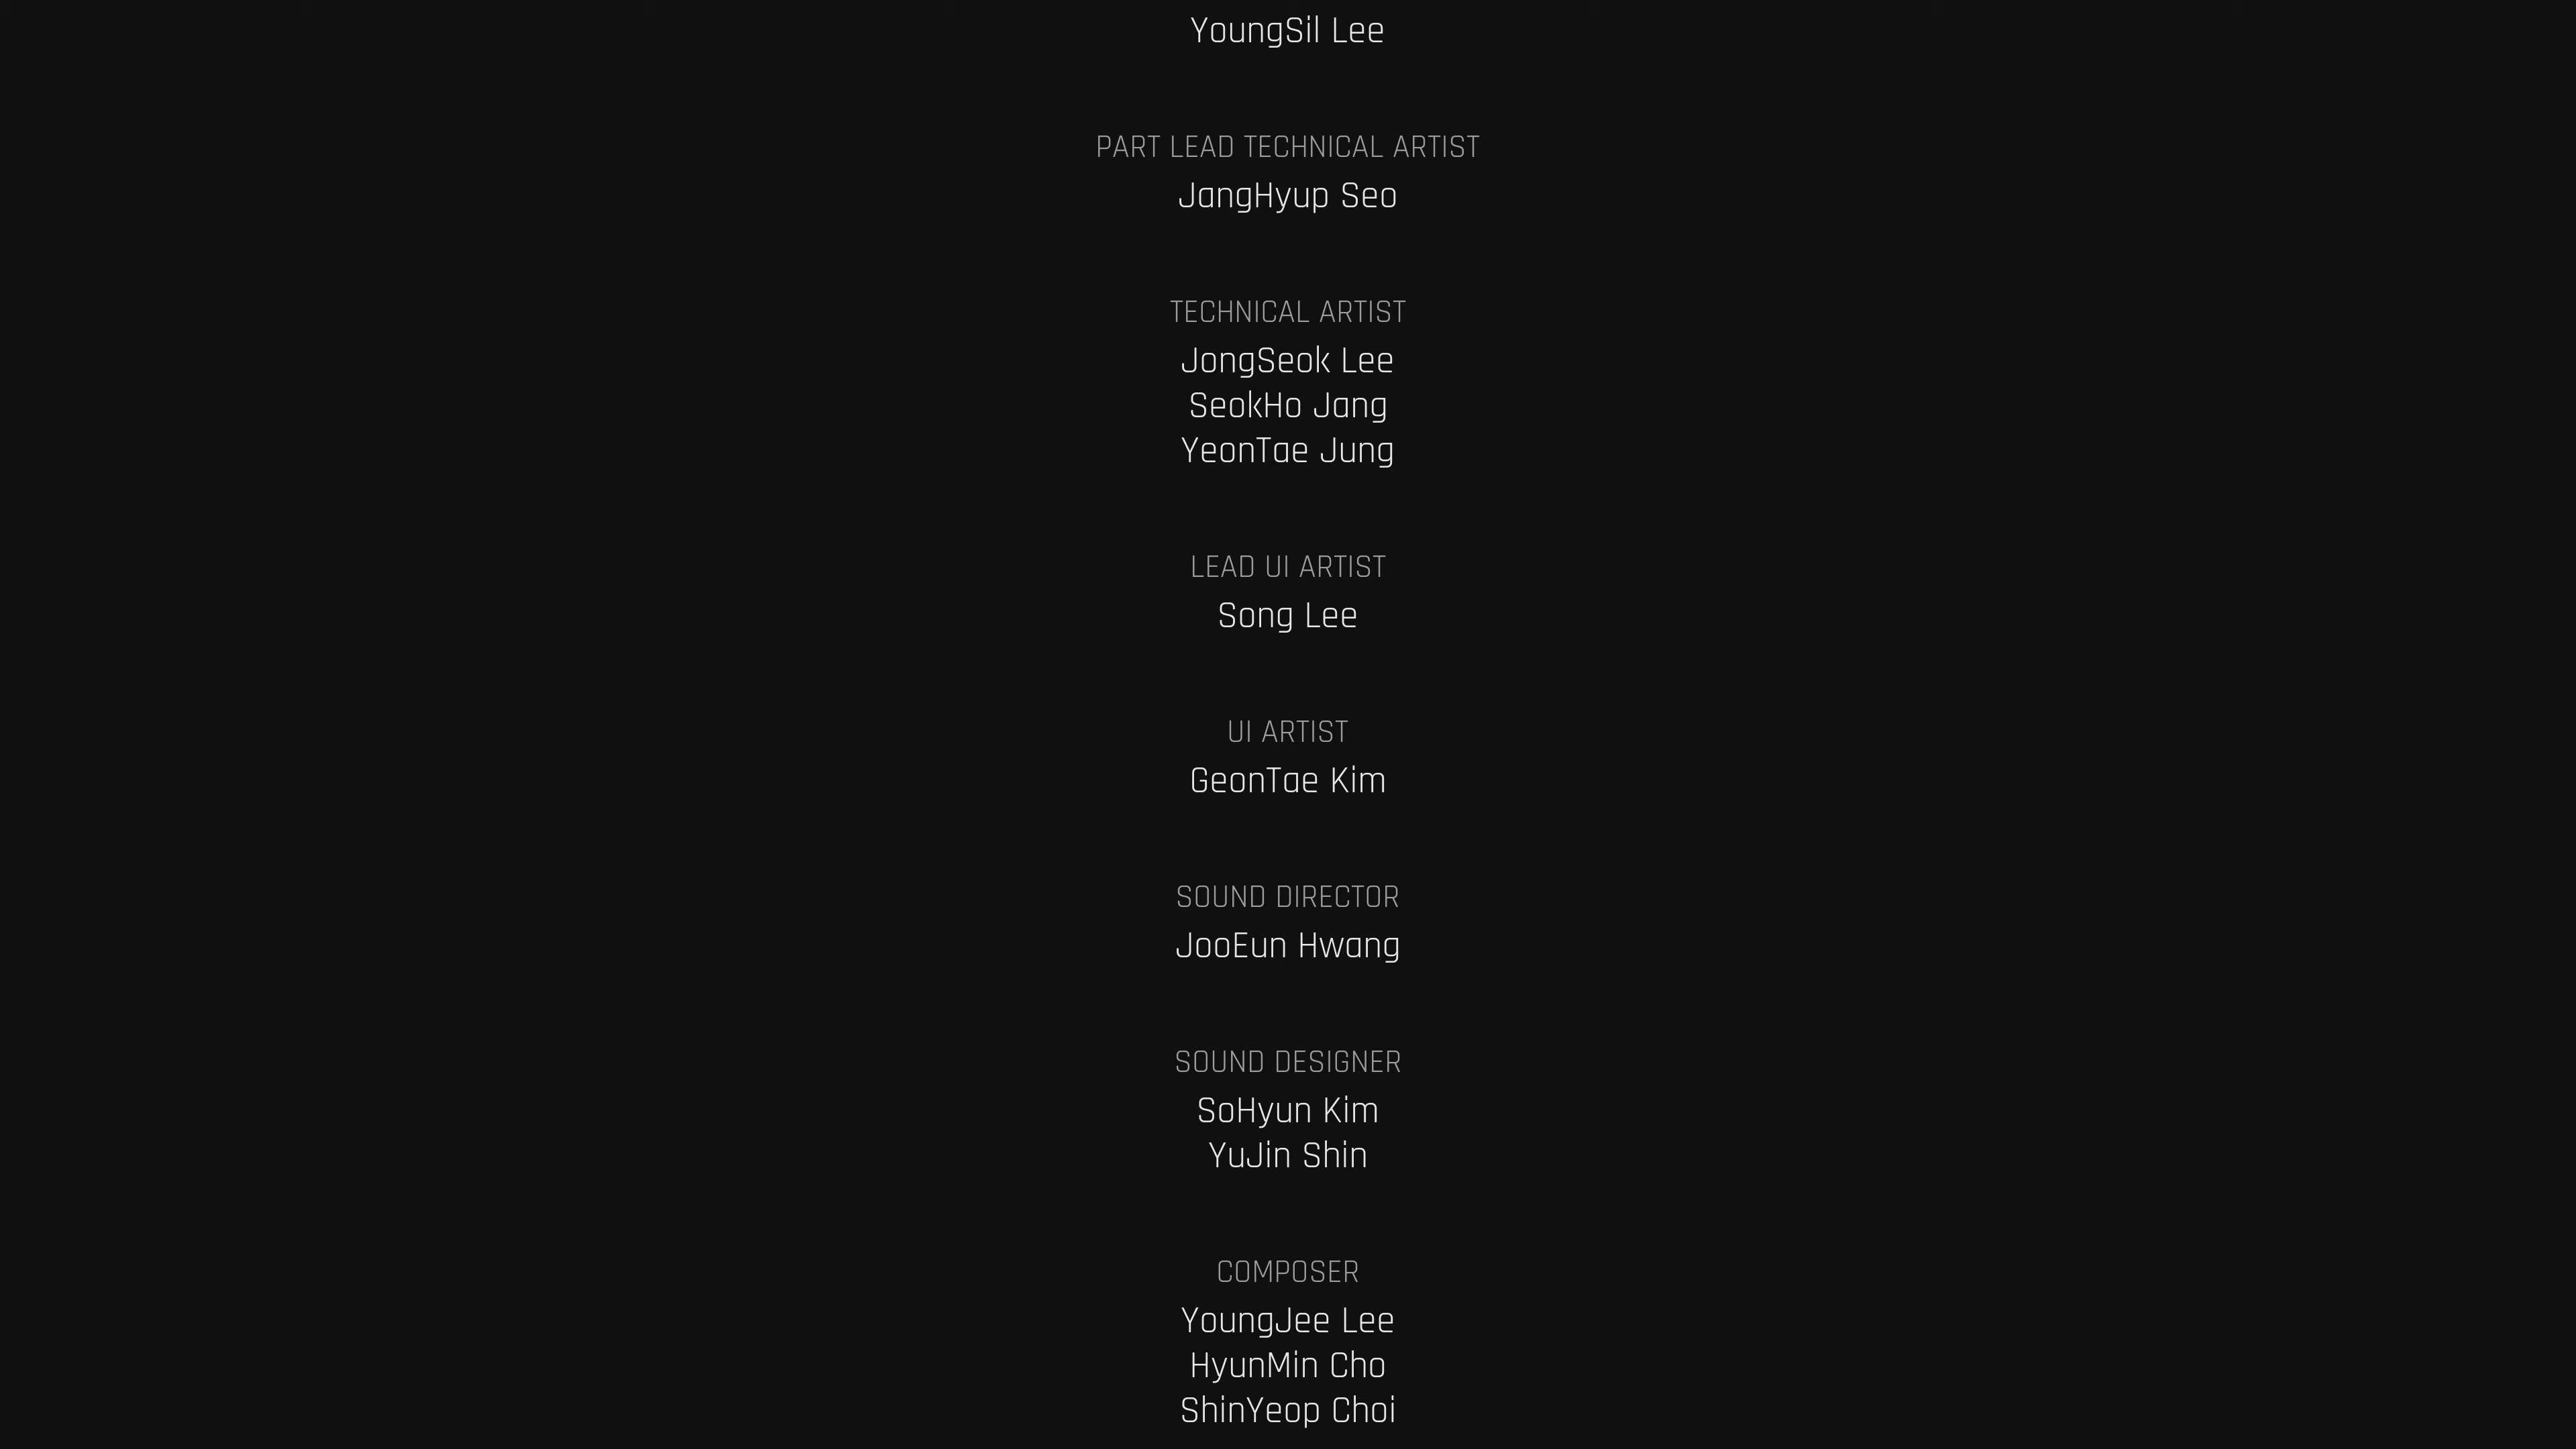 YoungSil Lee
PART LEAD TECHNICAL ARTIST
JangHyup Seo
TECHNICAL ARTIST
JongSeok Lee
SeokHo Jang
YeonTae Jung
LEAD UI ARTIST
Song Lee
UI ARTIST
GeonTae Kim
SOUND DIRECTOR
JooEun Hwang
SOUND DESIGNER
SoHyun Kim
YuJin Shin
COMPOSER
YoungJee Lee
HyunMin Cho
ShinYeop Choi